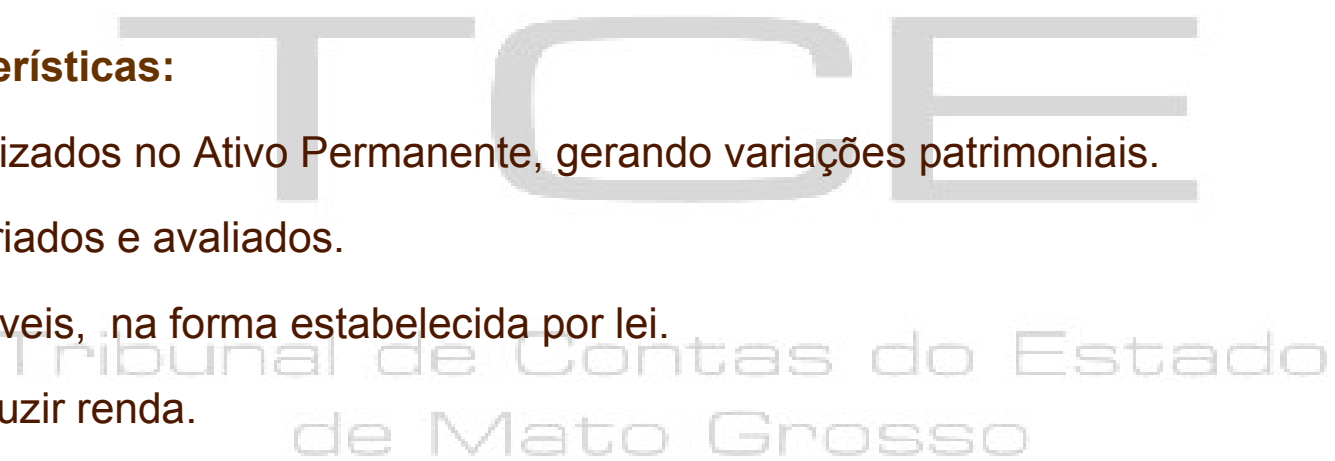 erísticas:
izados no Ativo Permanente, gerando variações patrimoniais.
riados e avaliados.
veis, na forma estabelecida por lei.
uzir renda.
TCE
Tribunal de Contas do Estado
de Mato Grosso